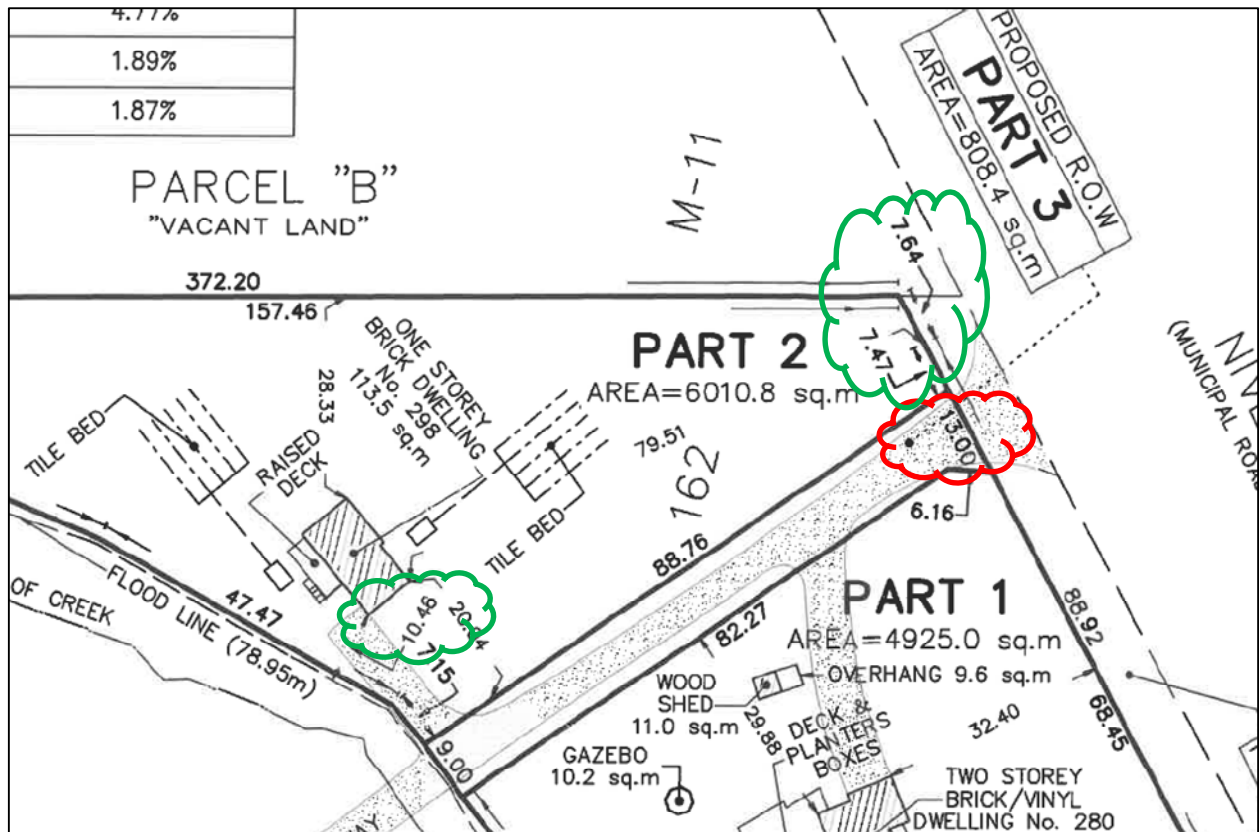 4.77%
1.89%
1.87%
PARCEL "B"
"VACANT LAND"
M-11
PROPOSED R.O.W
PART 3
AREA=808.4 sq.m
372.20
157.46
7.64
7.47
PART 2
AREA=6010.8 sq.m
ONE STOREY
BRICK DWELLING
No. 298
113.5 sq.m
28.33
TILE BED
RAISED
DECK
TILE BED
79.51
162
13.00
6.16
(MUNICIPAL ROAD
88.76
82.27
PART 1
AREA=4925.0 sq.m
OVERHANG 9.6 sq.m
88.92
68.45
32.40
OF CREEK
FLOOD LINE (78.95m)
47.47
10.46
7.15
9.00
WOOD
SHED
11.0 sq.m
29.88
DECK &
PLANTERS
BOXES
GAZEBO
10.2 sq.m
TWO STOREY
BRICK/VINYL
DWELLING No. 280